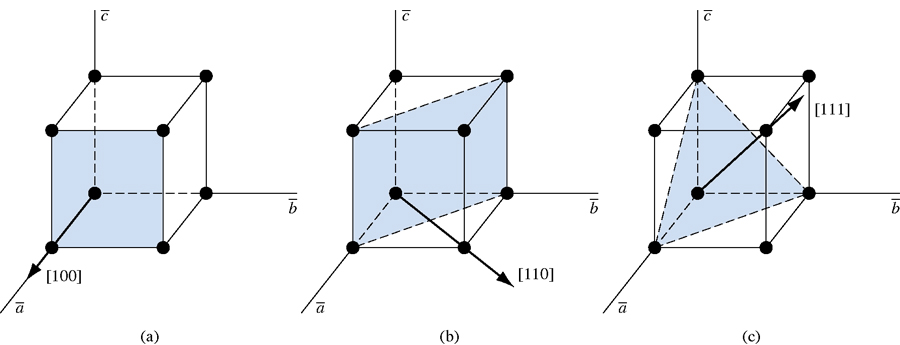 c̅
b̅
a̅
[100]
(a)
c̅
b̅
a̅
[110]
(b)
c̅
b̅
a̅
[111]
(c)